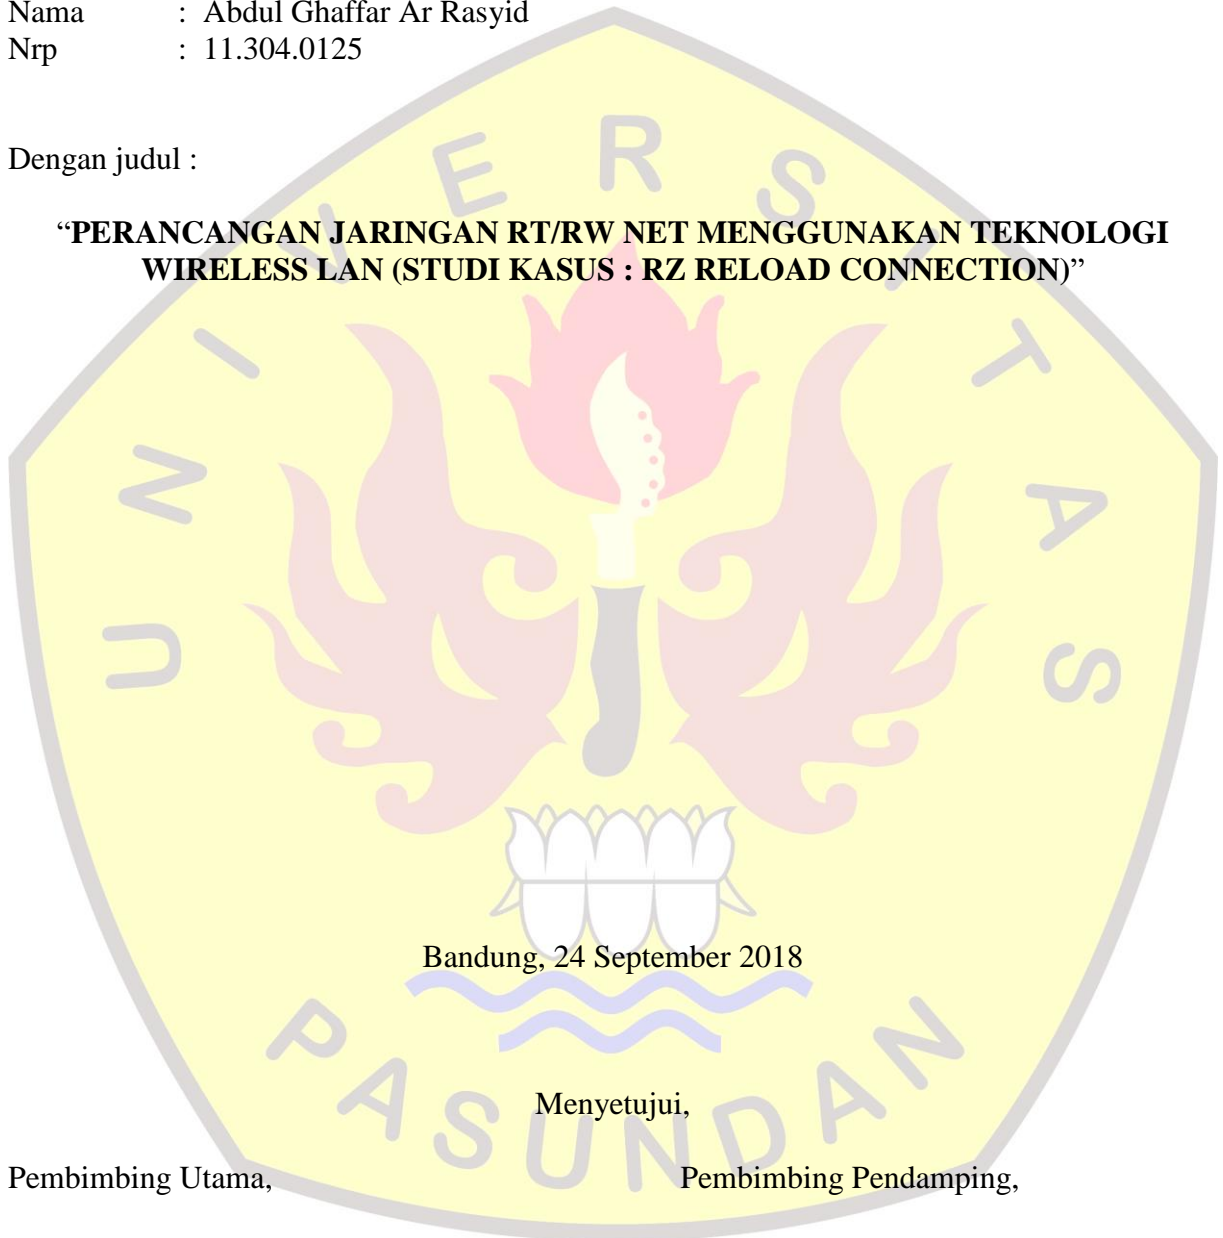 Nama : Abdul Ghaffar Ar Rasyid
Nrp : 11.304.0125
Dengan judul :
“PERANCANGAN JARINGAN RT/RW NET MENGGUNAKAN TEKNOLOGI
WIRELESS LAN (STUDI KASUS : RZ RELOAD CONNECTION)”
UNIVERSITAS
Bandung, 24 September 2018
PASUNDAN
Menyetujui,
Pembimbing Utama, Pembimbing Pendamping,